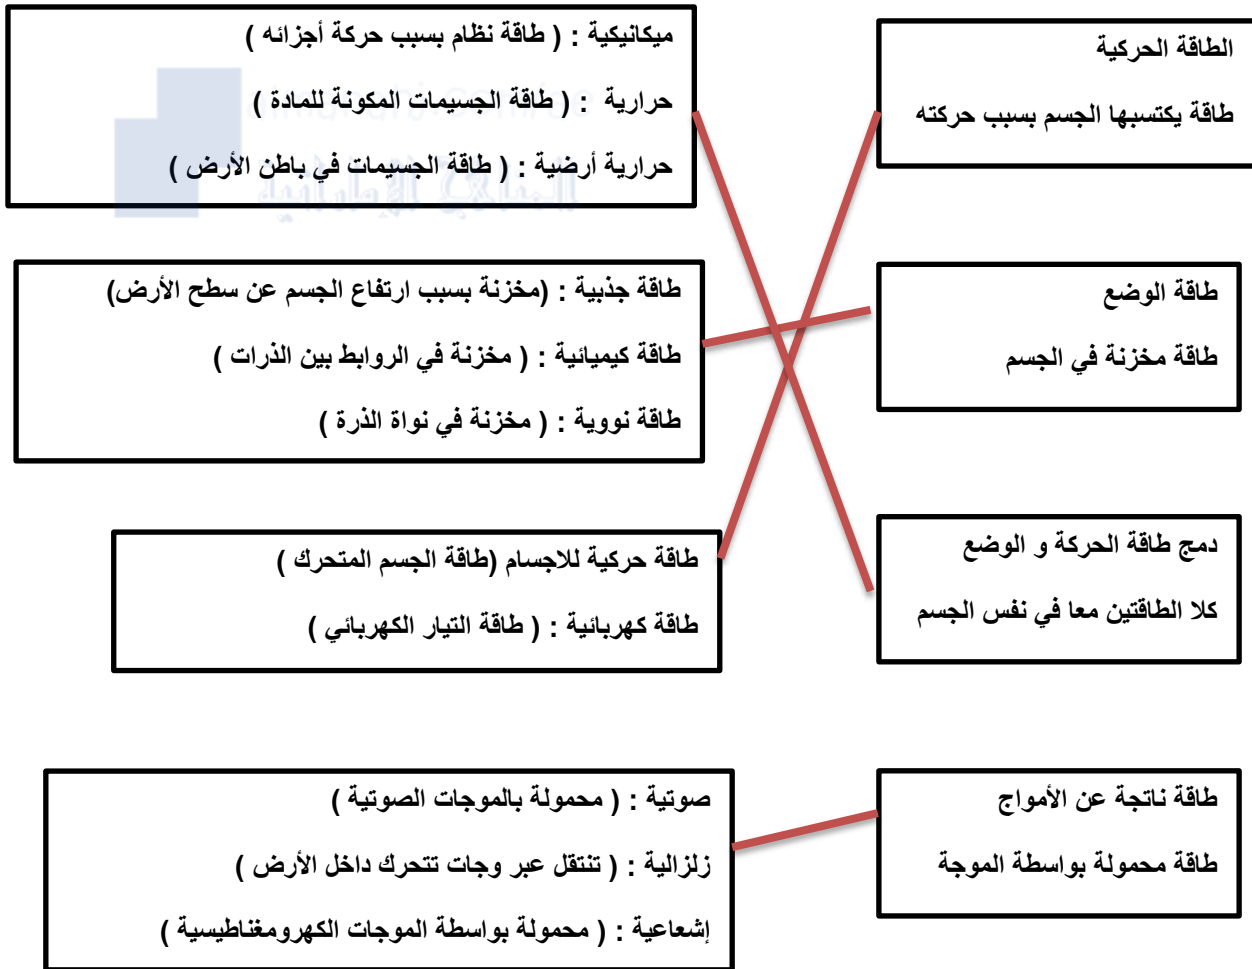 الطاقة الحركية
طاقة يكتسبها الجسم بسبب حركته
ميكانيكية : ( طاقة نظام بسبب حركة أجزائه )
حرارية : ( طاقة الجسيمات المكونة للمادة )
حرارية أرضية : ( طاقة الجسيمات في باطن الأرض )
المناهج الإماراتية
طاقة الوضع
طاقة مخزنة في الجسم
طاقة جذبية : (مخزنة بسبب ارتفاع الجسم عن سطح الأرض)
طاقة كيميائية : ( مخزنة في الروابط بين الذرات )
طاقة نووية : ( مخزنة في نواة الذرة )
دمج طاقة الحركة و الوضع
كلا الطاقتين معا في نفس الجسم
طاقة حركية للاجسام (طاقة الجسم المتحرك )
طاقة كهربائية : ( طاقة التيار الكهربائي )
طاقة ناتجة عن الأمواج
طاقة محمولة بواسطة الموجة
صوتية : ( محمولة بالموجات الصوتية )
زلزالية : ( تنتقل عبر وجات تتحرك داخل الأرض )
إشعاعية : ( محمولة بواسطة الموجات الكهرومغناطيسية )